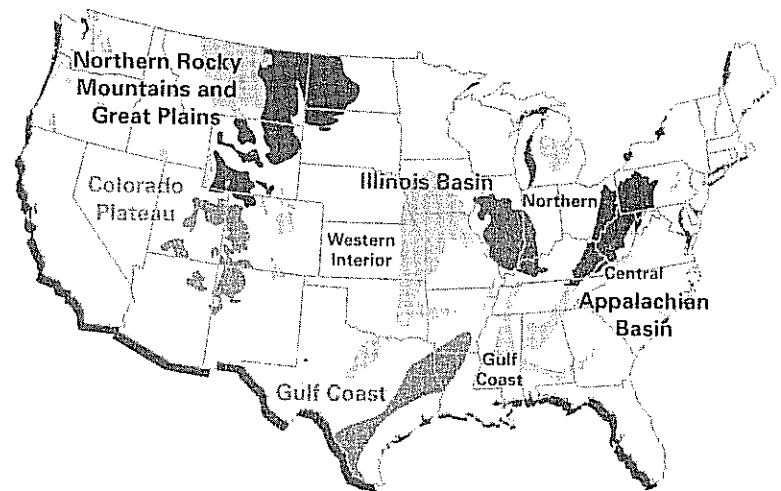 Northern Rocky
Mountains and
Great Plains
Colorado
Plateau
Illinois Basin
Northern
Western
Interior
Central
Appalachian
Basin
Gulf
Coast
Gulf Coast